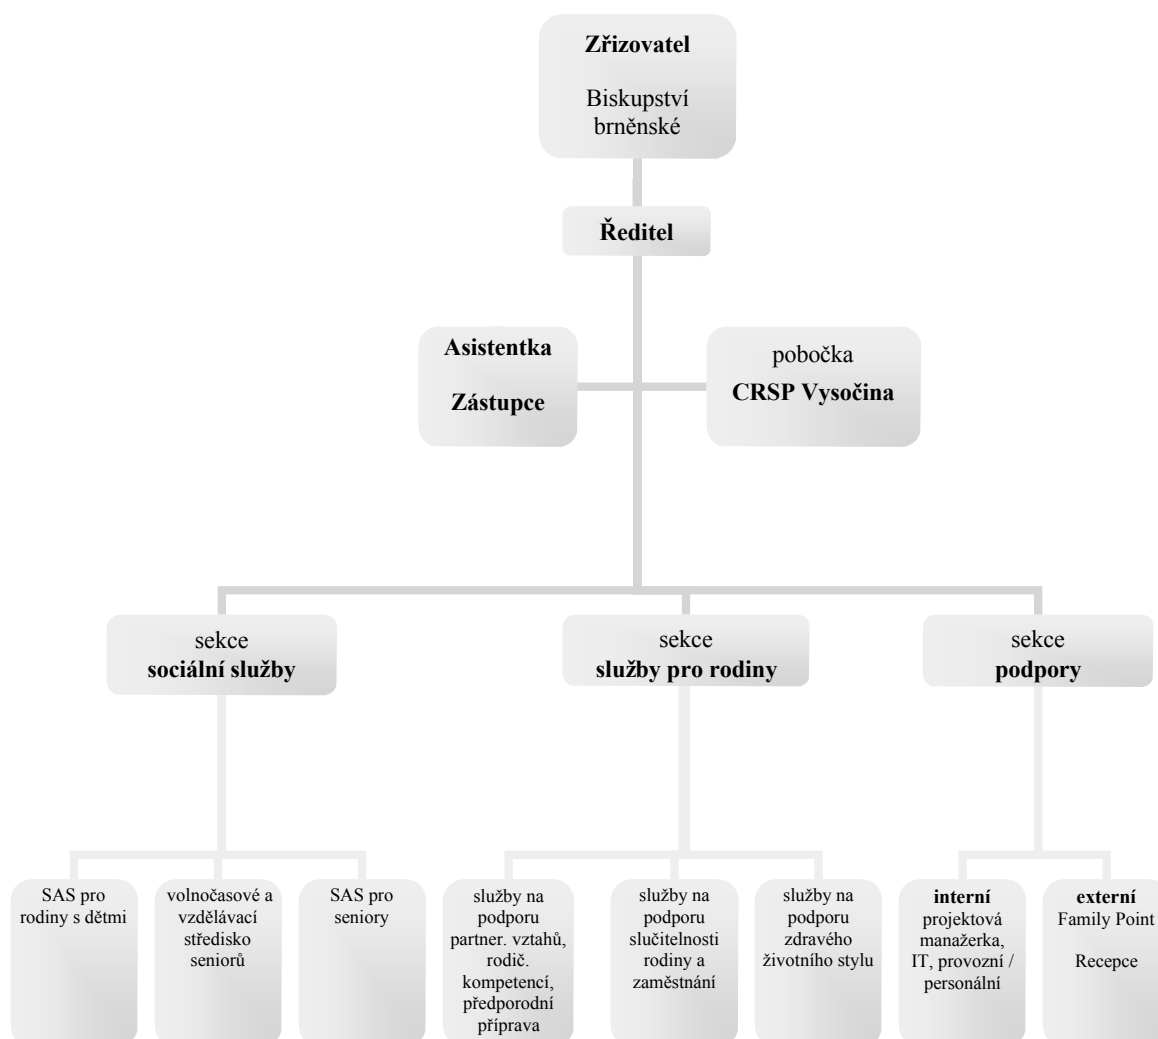 Zřizovatel
Biskupství
brněnské
Ředitel
Asistentka
Zástupce
pobočka
CRSP Vysočina
sekce
sociální služby
sekce
služby pro rodiny
sekce
podpory
SAS pro
rodiny s dětmi
volnočasové a
vzdělávací
středisko
seniorů
SAS pro
seniory
služby na
podporu
partner. vztahů,
rodič.
kompetencí,
předporodní
příprava
služby na
podporu
slučitelnosti
rodiny a
zaměstnání
služby na
podporu
zdravého
životního stylu
interní
projektová
manažerka,
IT, provozní /
personální
externí
Family Point
Recepce